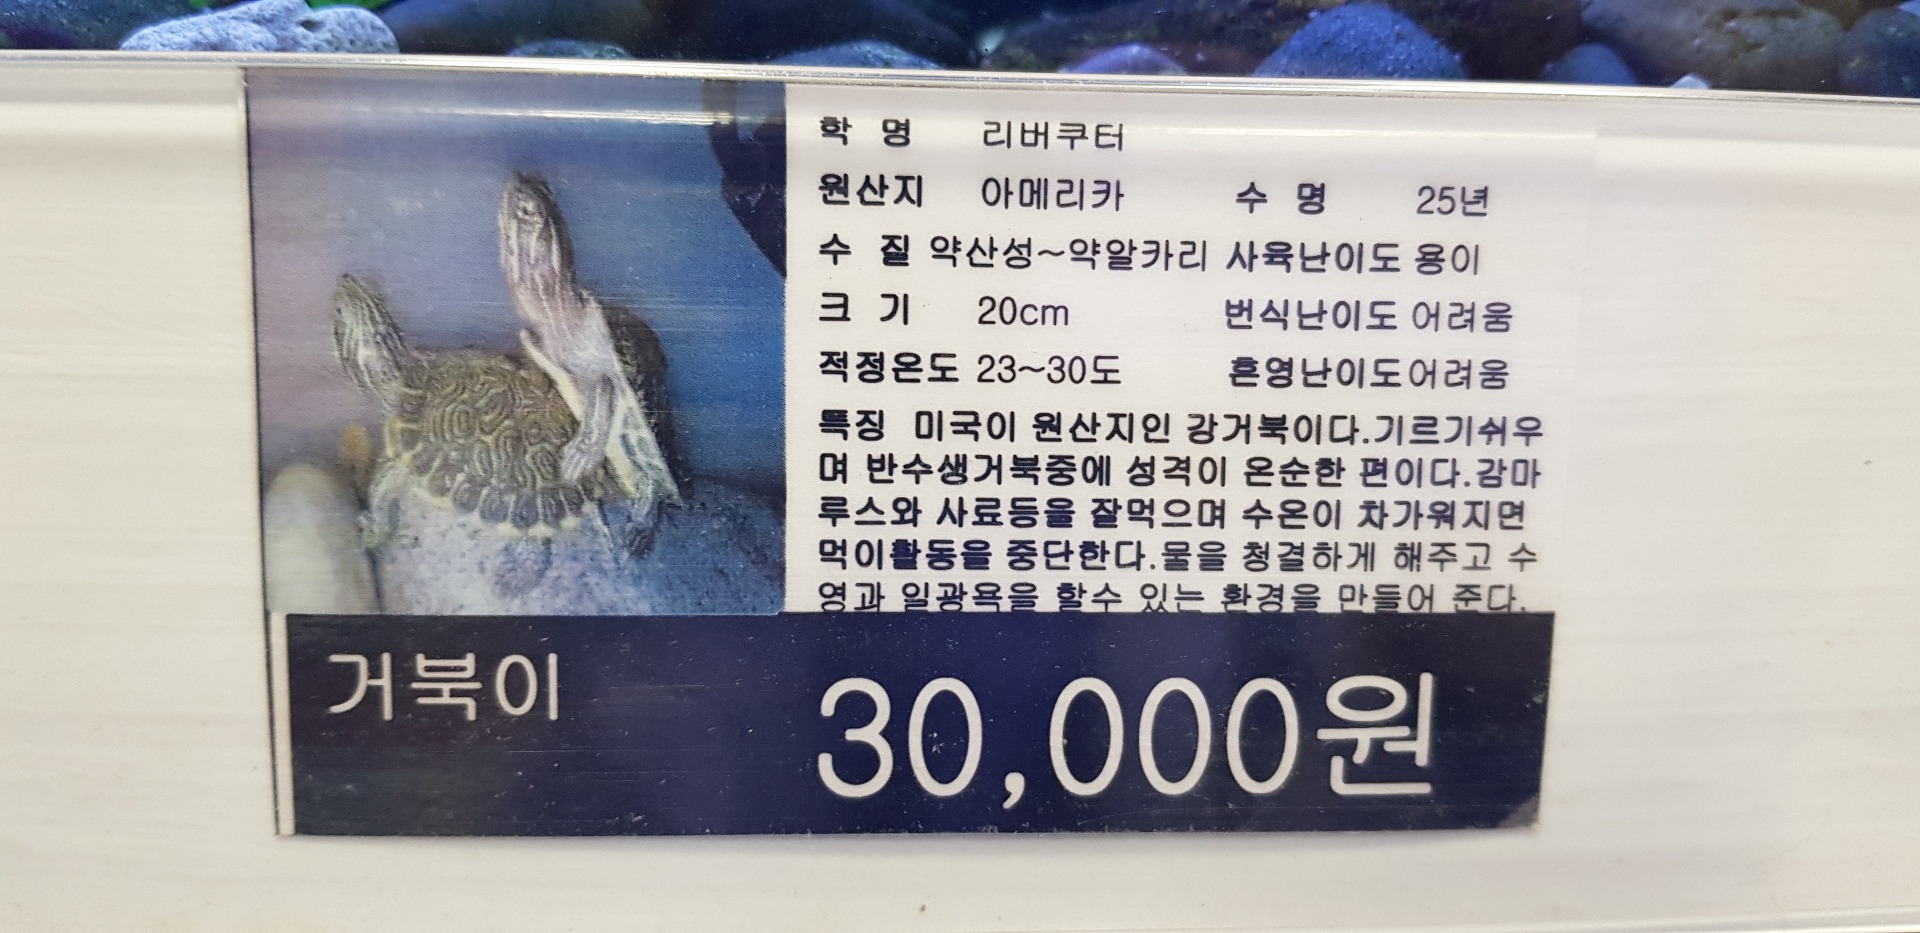 학 명 리버쿠터
원산지 아메리카 수 명 25년
수 질 약산성~약알카리 사육난이도 용이
크 기 20cm 번식난이도 어려움
적정온도 23~30도 혼영난이도어려움
특징 미국이 원산지인 강거북이다.기르기쉬우
며 반수생거북중에 성격이 온순한 편이다.감마
루스와 사료등을 잘먹으며 수온이 차가워지면
먹이활동을 중단한다.물을 청결하게 해주고 수
영과 일광욕을 할수 있는 환경을 만들어 준다.
거북이 30,000원